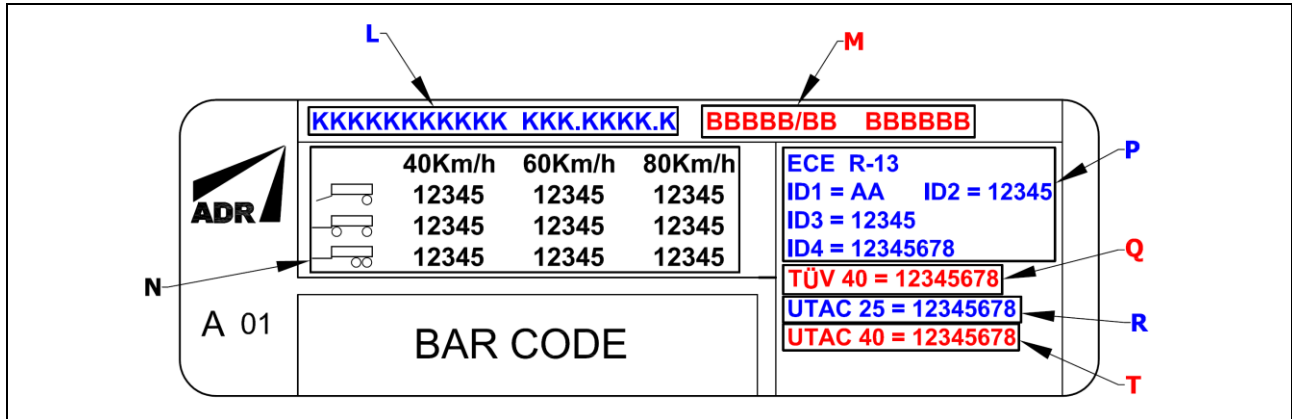 L
M
KKKKKKKKKKK KKK.KKKK.K
BBBBB/BB BBBBBB
40Km/h 60Km/h 80Km/h
12345 12345 12345
12345 12345 12345
12345 12345 12345
ADR
N
A 01
BAR CODE
ECE R-13
ID1 = AA ID2 = 12345
ID3 = 12345
ID4 = 12345678
P
TÜV 40 = 12345678
Q
UTAC 25 = 12345678
R
UTAC 40 = 12345678
T